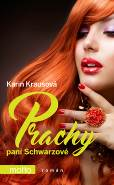 Karin Krausová
Prachy
paní Schwarzové
motto
román